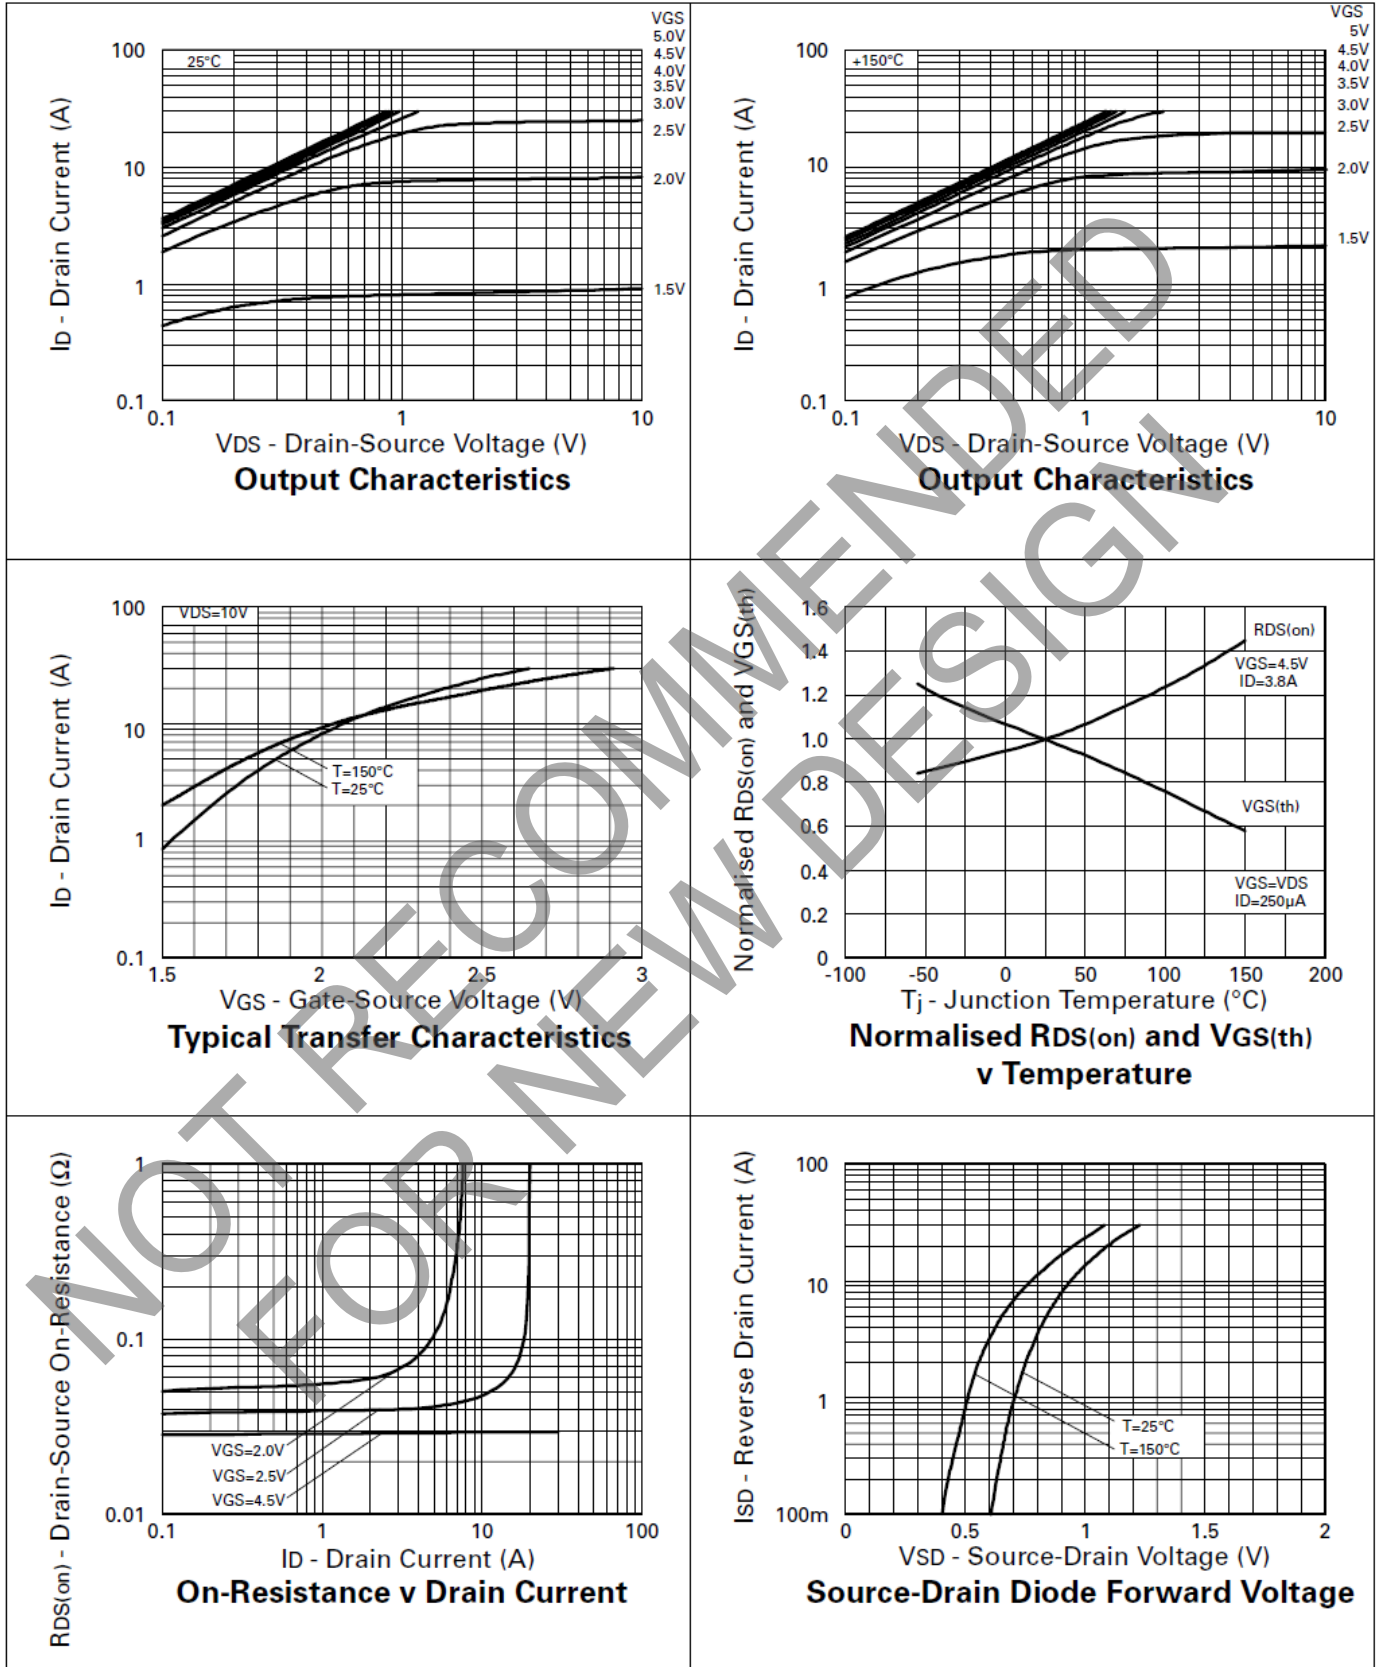 VGS
5.0V
4.5V
4.0V
3.5V
3.0V
2.5V
2.0V
1.5V
25°C
100
10
1
0.1
ID - Drain Current (A)
0.1
1
10
VDS - Drain-Source Voltage (V)
Output Characteristics
VGS
5V
4.5V
4.0V
3.5V
3.0V
2.5V
2.0V
1.5V
+150°C
100
10
1
0.1
ID - Drain Current (A)
0.1
1
10
VDS - Drain-Source Voltage (V)
Output Characteristics
VDS=10V
100
10
1
0.1
ID - Drain Current (A)
T=150°C
T=25°C
1.5
2
2.5
3
VGS - Gate-Source Voltage (V)
Typical Transfer Characteristics
Normalised RDS(on) and VGS(th)
1.6
1.4
1.2
1.0
0.8
0.6
0.4
0.2
0
RDS(on)
VGS=4.5V
ID=3.8A
VGS(th)
VGS=VDS
ID=250µA
-100
-50
0
50
100
150
200
Tj - Junction Temperature (°C)
Normalised RDS(on) and VGS(th)
v Temperature
RDS(on) - Drain-Source On-Resistance (Ω)
1
0.1
0.01
VGS=2.0V
VGS=2.5V
VGS=4.5V
0.1
1
10
100
ID - Drain Current (A)
On-Resistance v Drain Current
ISD - Reverse Drain Current (A)
100
10
1
100m
T=25°C
T=150°C
0
0.5
1
1.5
2
VSD - Source-Drain Voltage (V)
Source-Drain Diode Forward Voltage
NOT RECOMMENDED
FOR NEW DESIGN